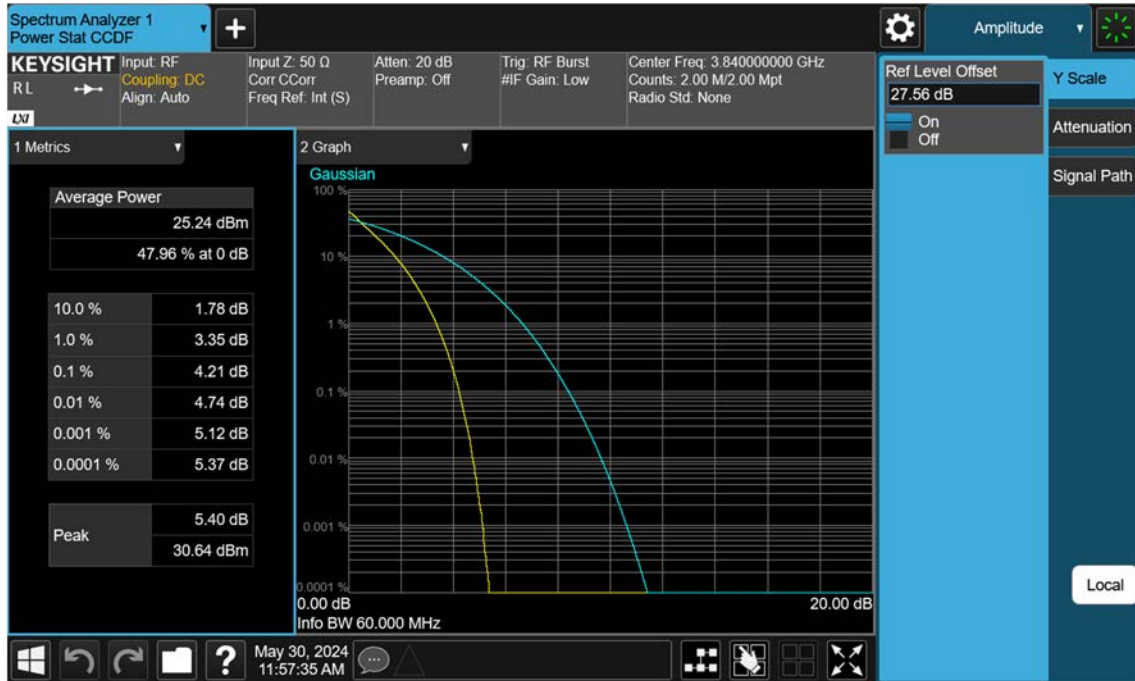 Spectrum Analyzer 1
Power Stat CCDF
+
Amplitude
KEYSIGHT
R L
LXI
Input: RF
Coupling: DC
Align: Auto
Input Z: 50 Ω
Corr CCorr
Freq Ref: Int (S)
Atten: 20 dB
Preamp: Off
Trig: RF Burst
#IF Gain: Low
Center Freq: 3.840000000 GHz
Counts: 2.00 M/2.00 Mpt
Radio Std: None
Ref Level Offset
27.56 dB
On
Off
Y Scale
Attenuation
Signal Path
1 Metrics
Average Power
25.24 dBm
47.96 % at 0 dB
10.0 % 1.78 dB
1.0 % 3.35 dB
0.1 % 4.21 dB
0.01 % 4.74 dB
0.001 % 5.12 dB
0.0001 % 5.37 dB
Peak
5.40 dB
30.64 dBm
2 Graph
Gaussian
100 %
10 %
1 %
0.1 %
0.01 %
0.001 %
0.0001 %
0.00 dB 20.00 dB
Info BW 60.000 MHz
Local
?
May 30, 2024
11:57:35 AM